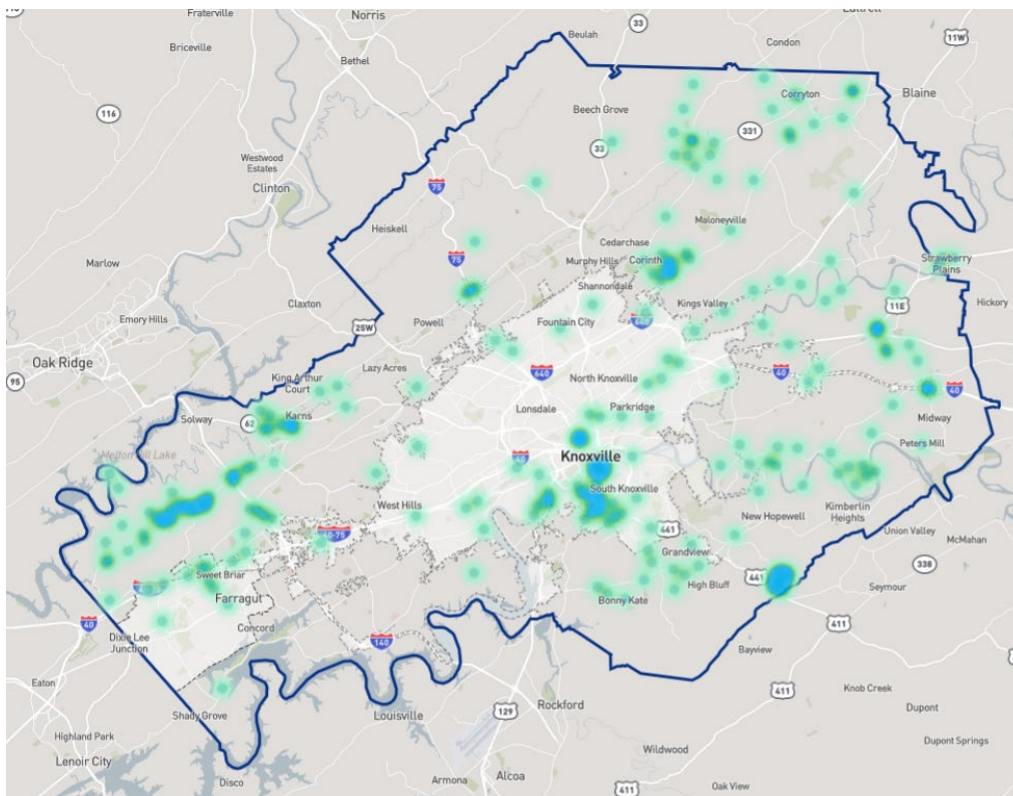 Fraterville
Norris
33
Beulah
Luttrell
Briceville
Bethel
Condon
11W
116
Beech Grove
Corryton
Blaine
33
331
Westwood
Estates
Clinton
75
Maloneyville
Heiskell
Cedarchase
Murphy Hills
Corinth
Strawberry
Plains
Marlow
75
Shannondale
Hickory
Claxton
Kings Valley
11E
Emory Hills
Powell
Fountain City
640
25W
Oak Ridge
Lazy Acres
640
North Knoxville
40
95
King Arthur
Court
40
Solway
62
Karns
Lonsdale
Parkridge
Midway
Melton Hill Lake
Knoxville
Peters Mill
South Knoxville
West Hills
Kimberlin
Heights
New Hopewell
441
Union Valley
McMahan
40-75
Grandview
338
Sweet Briar
441
High Bluff
Seymour
Farragut
Bonny Kate
40
Concord
411
Dixie Lee
Junction
140
Bayview
Eaton
411
Knob Creek
Shady Grove
Louisville
129
Rockford
Dupont
Highland Park
Dupont Springs
Wildwood
Lenoir City
Disco
Armona
Alcoa
411
Oak View